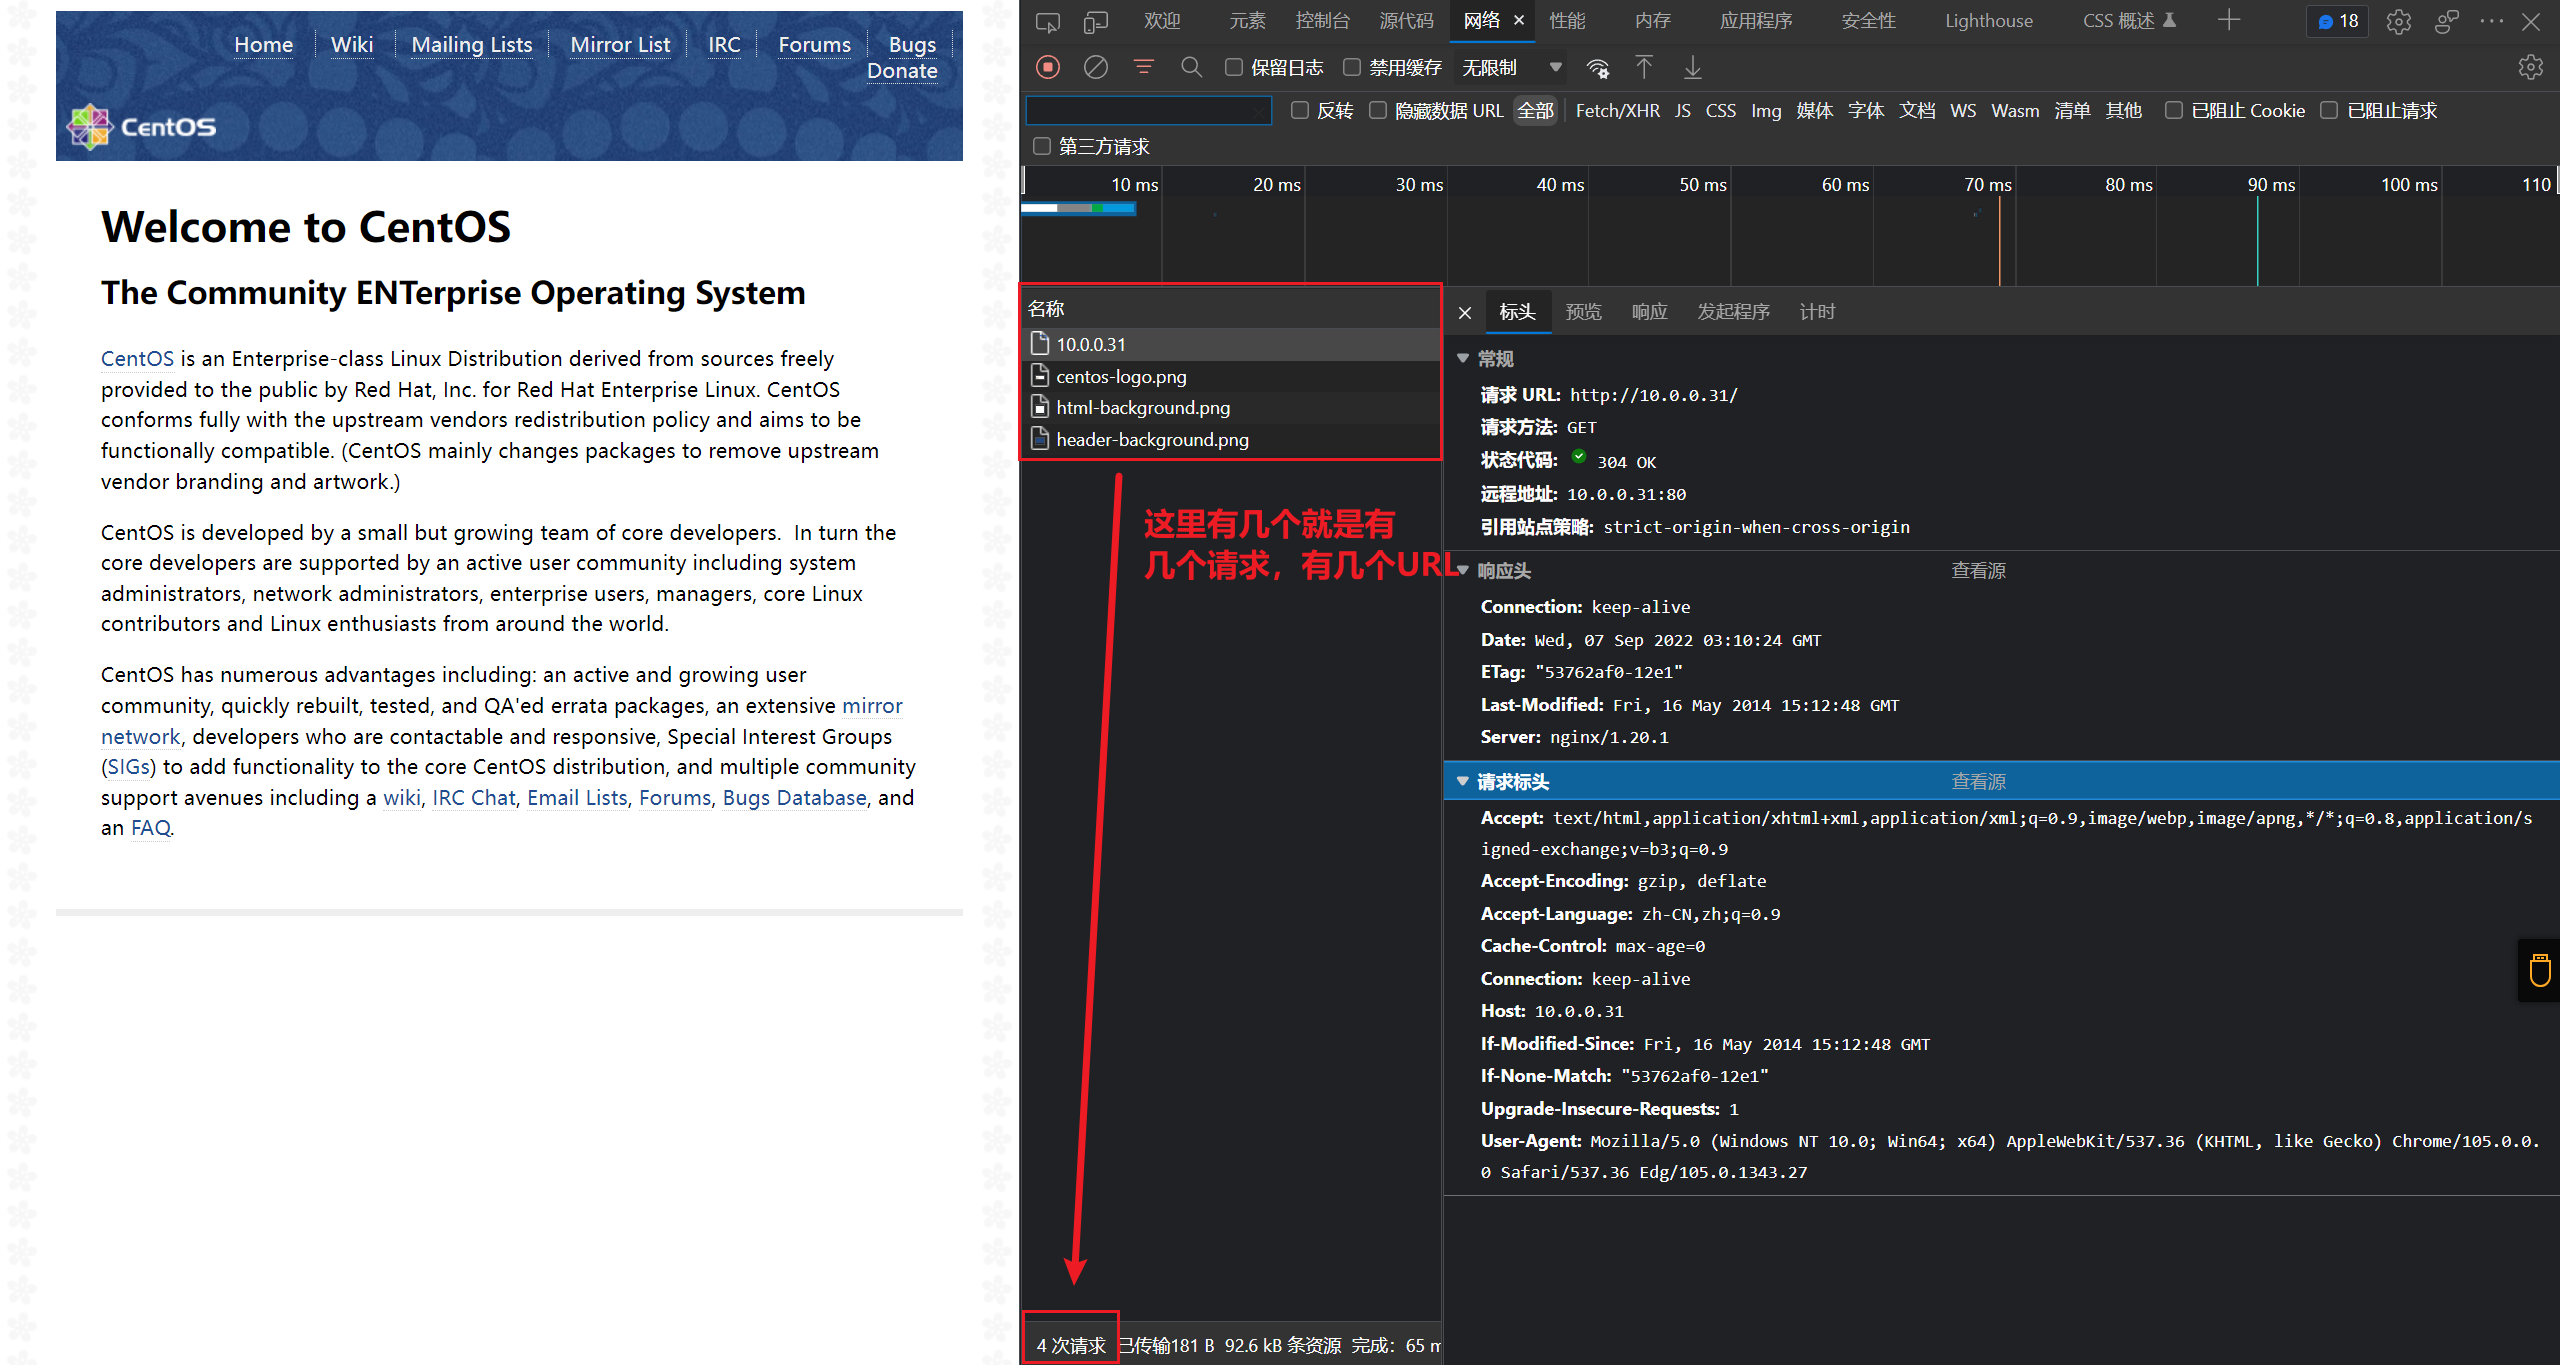 Home Wiki Mailing Lists Mirror List IRC Forums Bugs
Donate
CentOS
Welcome to CentOS
The Community ENTerprise Operating System
CentOS is an Enterprise-class Linux Distribution derived from sources freely
provided to the public by Red Hat, Inc. for Red Hat Enterprise Linux. CentOS
conforms fully with the upstream vendors redistribution policy and aims to be
functionally compatible. (CentOS mainly changes packages to remove upstream
vendor branding and artwork.)
CentOS is developed by a small but growing team of core developers.  In turn the
core developers are supported by an active user community including system
administrators, network administrators, enterprise users, managers, core Linux
contributors and Linux enthusiasts from around the world.
CentOS has numerous advantages including: an active and growing user
community, quickly rebuilt, tested, and QA'ed errata packages, an extensive mirror
network, developers who are contactable and responsive, Special Interest Groups
(SIGs) to add functionality to the core CentOS distribution, and multiple community
support avenues including a wiki, IRC Chat, Email Lists, Forums, Bugs Database, and
an FAQ.
欢迎 元素 控制台 源代码 网络 性能 内存 应用程序 安全性 Lighthouse CSS 概述 18
保留日志 禁用缓存 无限制
反转 隐藏数据 URL 全部 Fetch/XHR JS CSS Img 媒体 字体 文档 WS Wasm 清单 其他 已阻止 Cookie 已阻止请求
第三方请求
10 ms 20 ms 30 ms 40 ms 50 ms 60 ms 70 ms 80 ms 90 ms 100 ms 110
名称
10.0.0.31
centos-logo.png
html-background.png
header-background.png
这里有几个就是有
几个请求，有几个URL
4 次请求 已传输181 B 92.6 kB 条资源 完成：65 m
标头 预览 响应 发起程序 计时
常规
请求 URL: http://10.0.0.31/
请求方法: GET
状态代码: 304 OK
远程地址: 10.0.0.31:80
引用站点策略: strict-origin-when-cross-origin
响应头 查看源
Connection: keep-alive
Date: Wed, 07 Sep 2022 03:10:24 GMT
ETag: "53762af0-12e1"
Last-Modified: Fri, 16 May 2014 15:12:48 GMT
Server: nginx/1.20.1
请求标头 查看源
Accept: text/html,application/xhtml+xml,application/xml;q=0.9,image/webp,image/apng,*/*;q=0.8,application/s
igned-exchange;v=b3;q=0.9
Accept-Encoding: gzip, deflate
Accept-Language: zh-CN,zh;q=0.9
Cache-Control: max-age=0
Connection: keep-alive
Host: 10.0.0.31
If-Modified-Since: Fri, 16 May 2014 15:12:48 GMT
If-None-Match: "53762af0-12e1"
Upgrade-Insecure-Requests: 1
User-Agent: Mozilla/5.0 (Windows NT 10.0; Win64; x64) AppleWebKit/537.36 (KHTML, like Gecko) Chrome/105.0.0.
0 Safari/537.36 Edg/105.0.1343.27